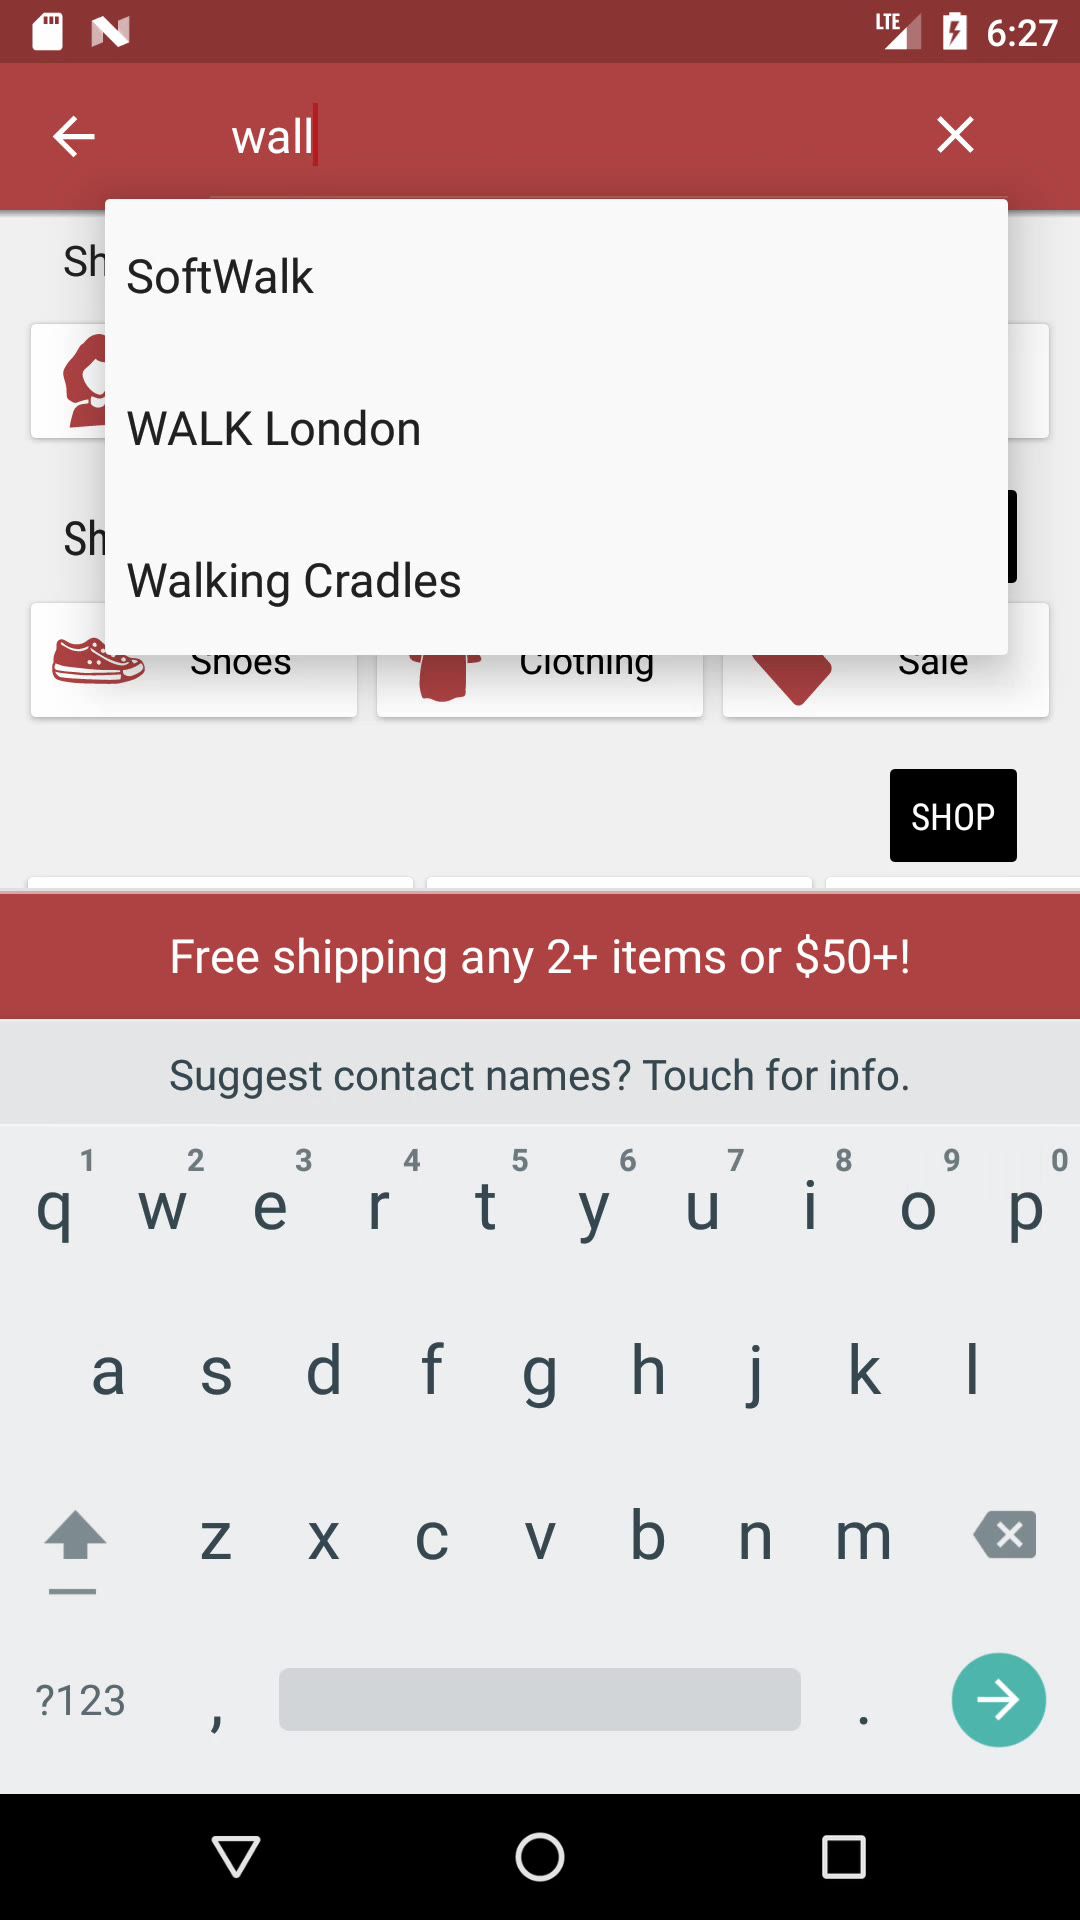 LTE 6:27
wall
Sh
SoftWalk
WALK London
Sh
Walking Cradles
Shoes Clothing Sale
SHOP
Free shipping any 2+ items or $50+!
Suggest contact names? Touch for info.
1 2 3 4 5 6 7 8 9 0
q w e r t y u i o p
a s d f g h j k l
z x c v b n m
?123 , .